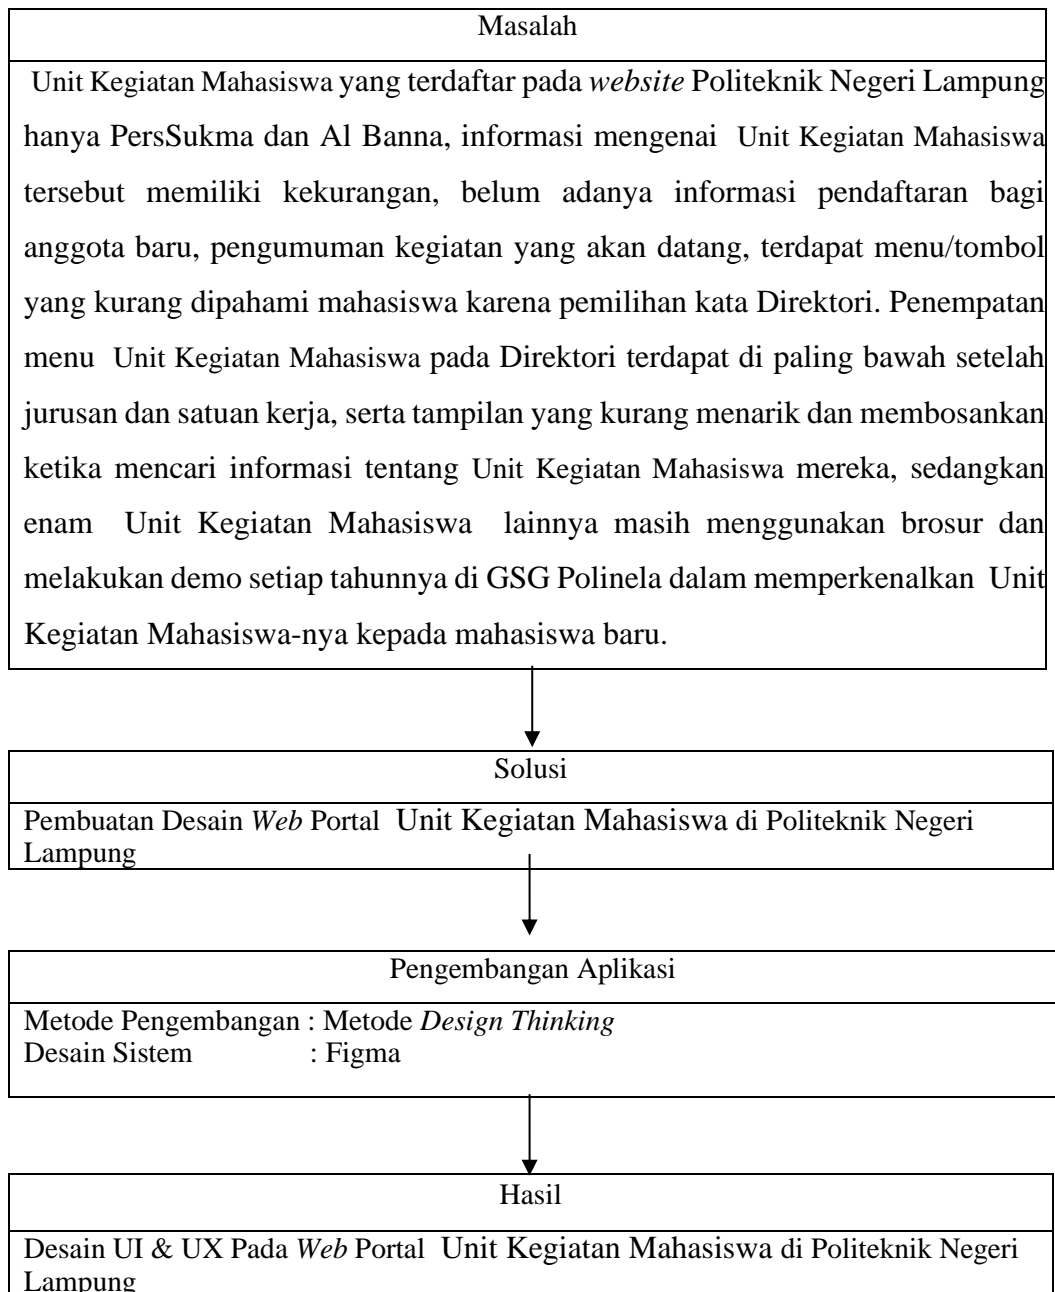 Masalah
Unit Kegiatan Mahasiswa yang terdaftar pada website Politeknik Negeri Lampung
hanya PersSukma dan Al Banna, informasi mengenai Unit Kegiatan Mahasiswa
tersebut memiliki kekurangan, belum adanya informasi pendaftaran bagi
anggota baru, pengumuman kegiatan yang akan datang, terdapat menu/tombol
yang kurang dipahami mahasiswa karena pemilihan kata Direktori. Penempatan
menu Unit Kegiatan Mahasiswa pada Direktori terdapat di paling bawah setelah
jurusan dan satuan kerja, serta tampilan yang kurang menarik dan membosankan
ketika mencari informasi tentang Unit Kegiatan Mahasiswa mereka, sedangkan
enam Unit Kegiatan Mahasiswa lainnya masih menggunakan brosur dan
melakukan demo setiap tahunnya di GSG Polinela dalam memperkenalkan Unit
Kegiatan Mahasiswa-nya kepada mahasiswa baru.
Solusi
Pembuatan Desain Web Portal Unit Kegiatan Mahasiswa di Politeknik Negeri
Lampung
Pengembangan Aplikasi
Metode Pengembangan : Metode Design Thinking
Desain Sistem : Figma
Hasil
Desain UI & UX Pada Web Portal Unit Kegiatan Mahasiswa di Politeknik Negeri
Lampung